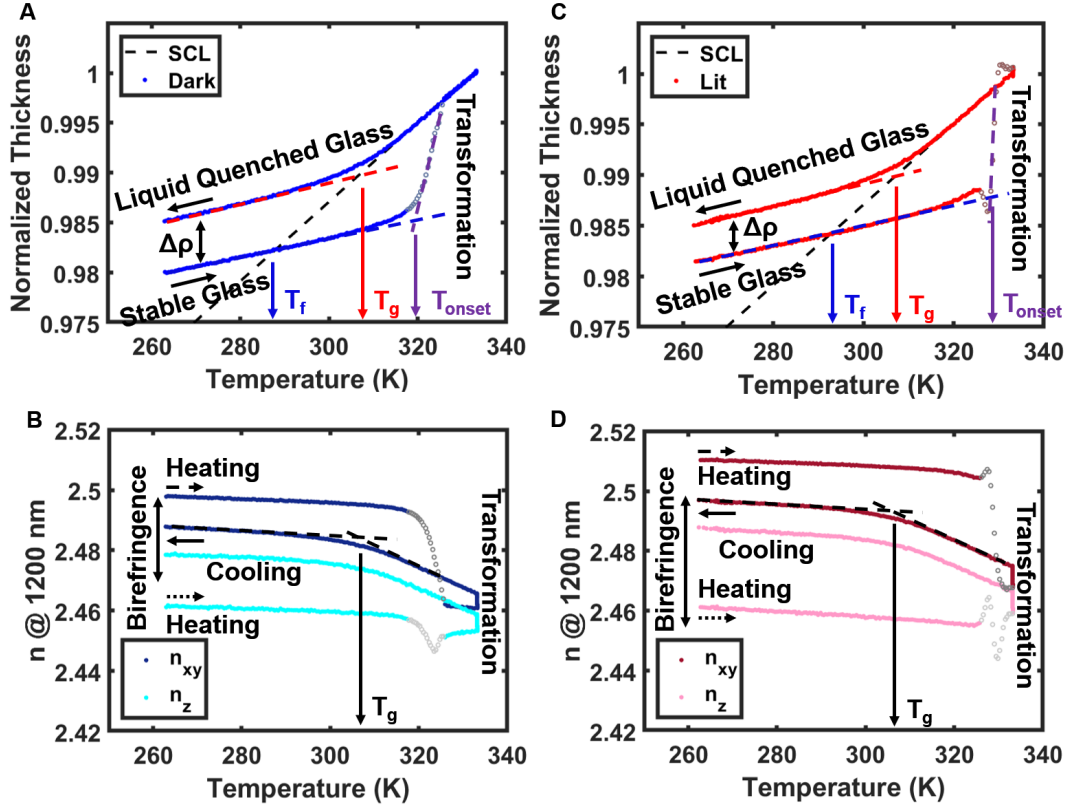 A
Normalized Thickness
1
0.995
0.99
0.985
0.98
0.975
SCL
Dark
Liquid Quenched Glass
Transformation
Δρ
Stable Glass
T_f
T_g
T_onset
260
280
300
320
340
Temperature (K)
C
Normalized Thickness
1
0.995
0.99
0.985
0.98
0.975
SCL
Lit
Liquid Quenched Glass
Transformation
Δρ
Stable Glass
T_f
T_g
T_onset
260
280
300
320
340
Temperature (K)
B
n @ 1200 nm
2.52
2.5
2.48
2.46
2.44
2.42
Heating
Birefringence
Cooling
Heating
Transformation
n_xy
n_z
T_g
260
280
300
320
340
Temperature (K)
D
n @ 1200 nm
2.52
2.5
2.48
2.46
2.44
2.42
Heating
Birefringence
Cooling
Heating
Transformation
n_xy
n_z
T_g
260
280
300
320
340
Temperature (K)